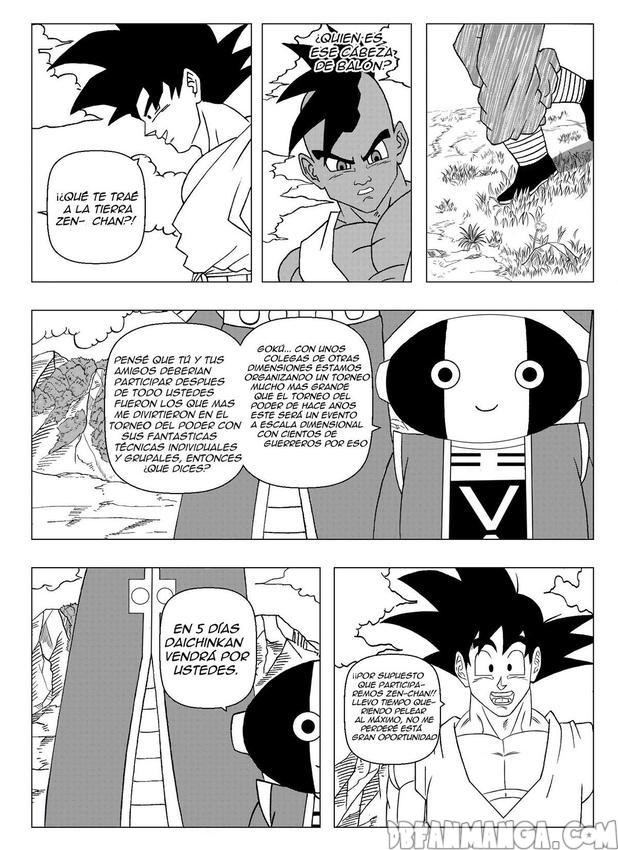 ¡¿QUÉ TE TRAÉ
A LA TIERRA
ZEN- CHAN?!
¿QUIEN ES
ESE CABEZA
DE BALÓN?
GOKÚ... CON UNOS
COLEGAS DE OTRAS
DIMENSIONES ESTAMOS
ORGANIZANDO UN TORNEO
MUCHO MAS GRANDE
QUE EL TORNEO DEL
PODER DE HACE AÑOS
ESTE SERÁ UN EVENTO
A ESCALA DIMENSIONAL
CON CIENTOS DE
GUERREROS POR ESO
PENSÉ QUE TÚ Y TUS
AMIGOS DEBERIAN
PARTICIPAR DESPUES
DE TODO USTEDES
FUERON LOS QUE MAS
ME DIVIRTIERON EN EL
TORNEO DEL PODER CON
SUS FANTASTICAS
TÉCNICAS INDIVIDUALES
Y GRUPALES, ENTONCES
¿QUE DICES?
EN 5 DÍAS
DAICHINKAN
VENDRÁ POR
USTEDES.
¡¡POR SUPUESTO
QUE PARTICIPA-
REMOS ZEN-CHAN!!
LLEVO TIEMPO QUE-
RIENDO PELEAR AL
MÁXIMO, NO ME
PERDERÉ ESTÁ
GRAN OPORTUNIDAD
DBFANMANGA.COM